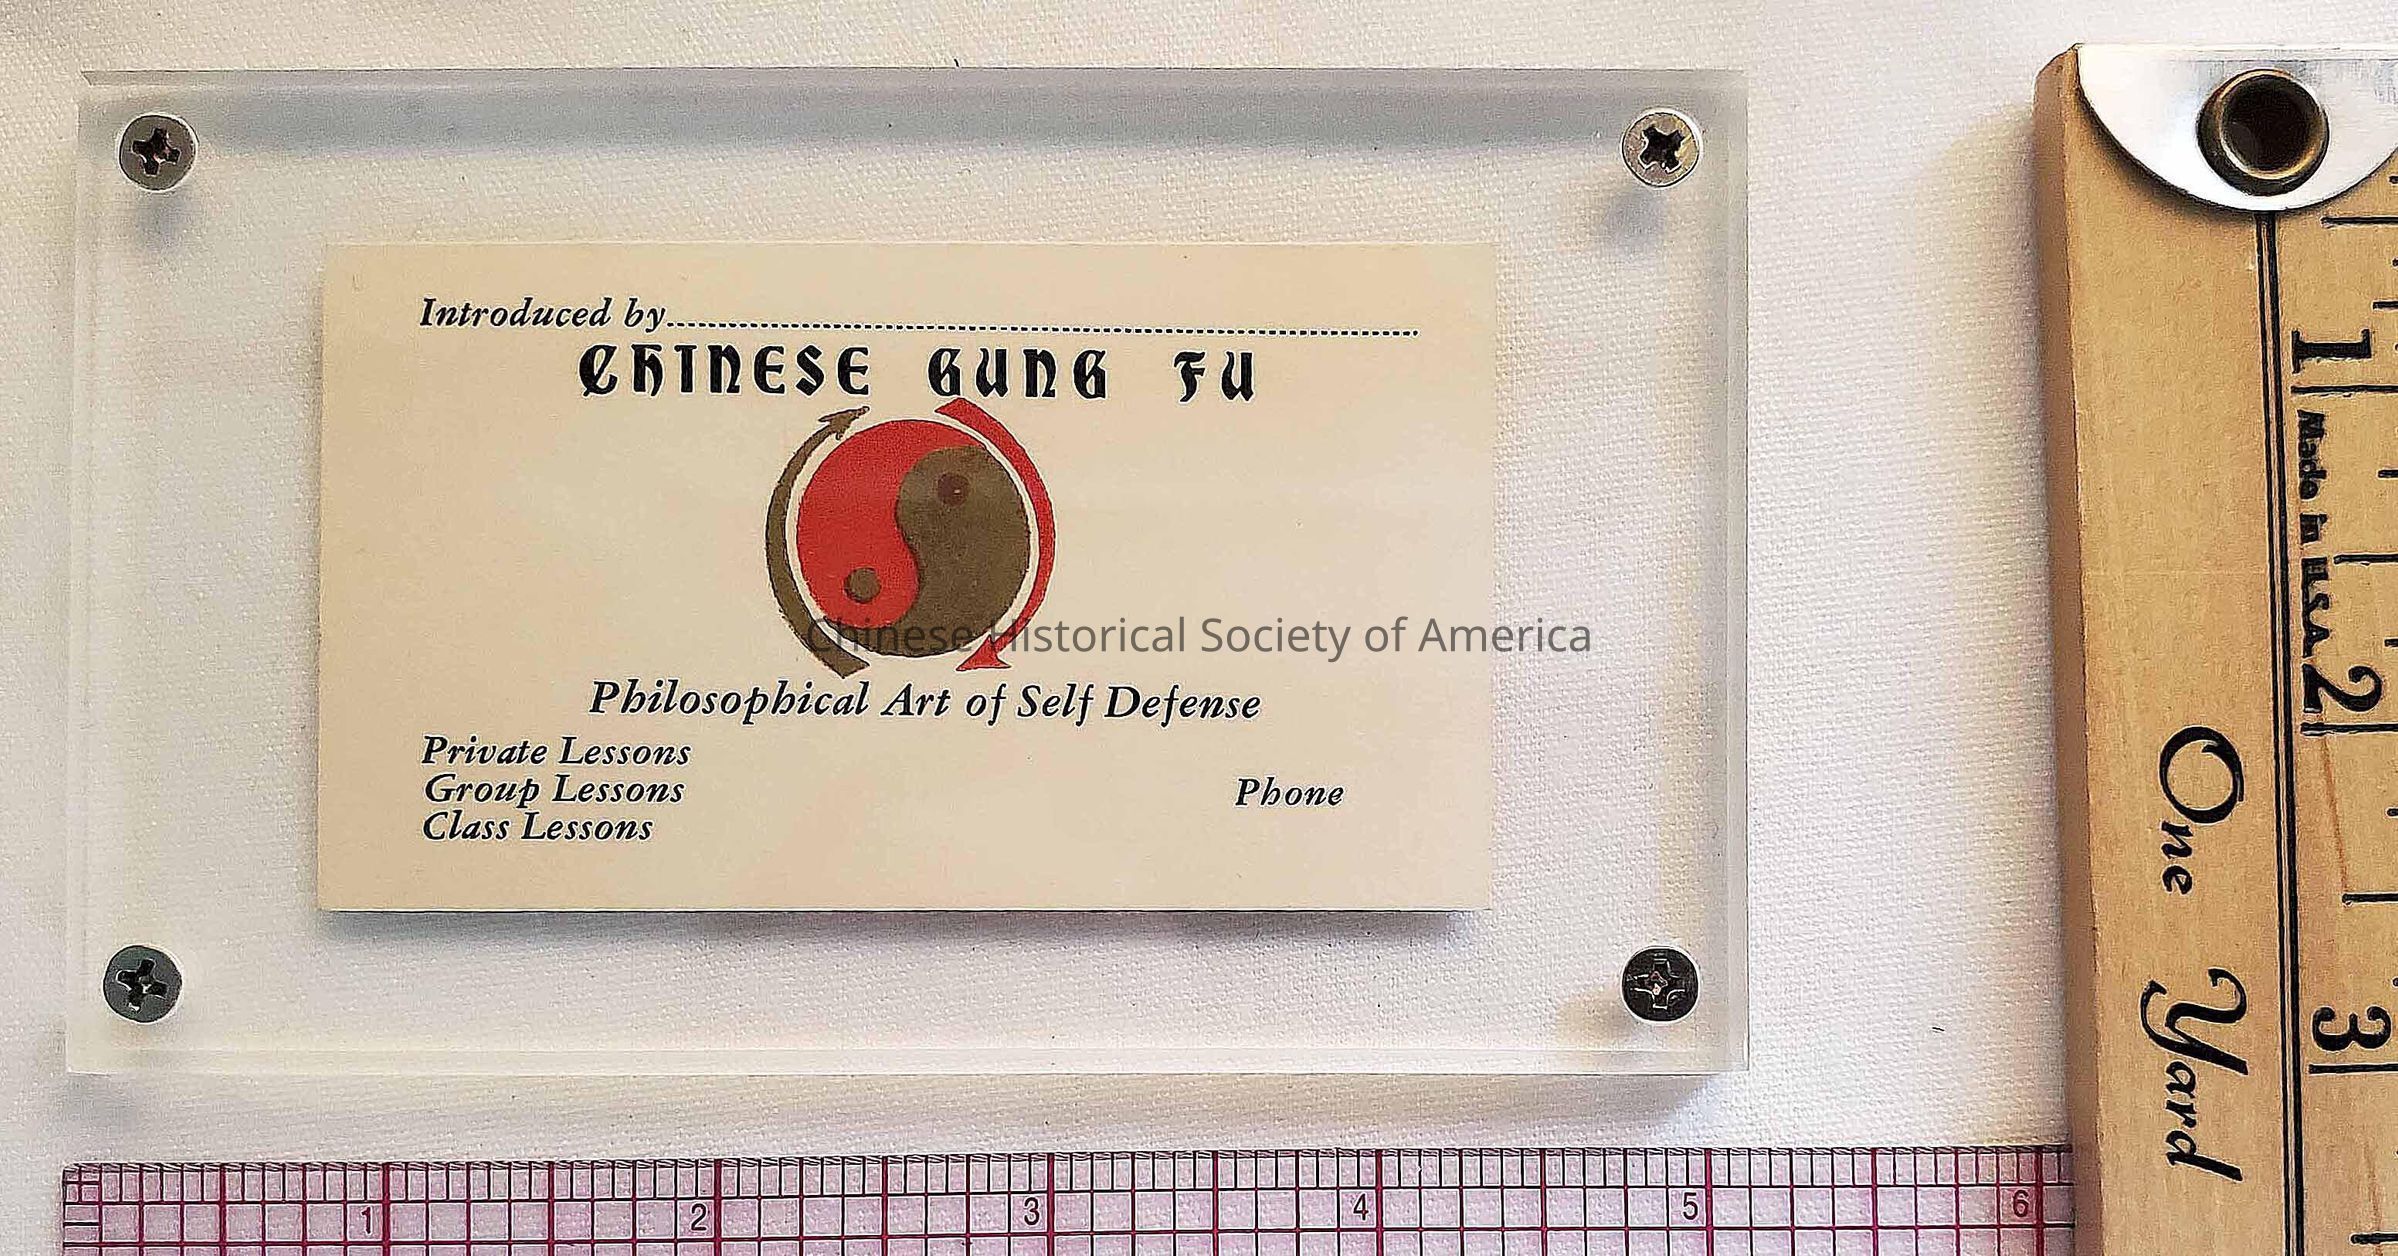 Introduced by
CHINESE GUNG FU
Chinese Historical Society of America
Philosophical Art of Self Defense
Private Lessons
Group Lessons
Class Lessons
Phone
1
Made in U.S.A.
2
One Yard
3
1 2 3 4 5 6